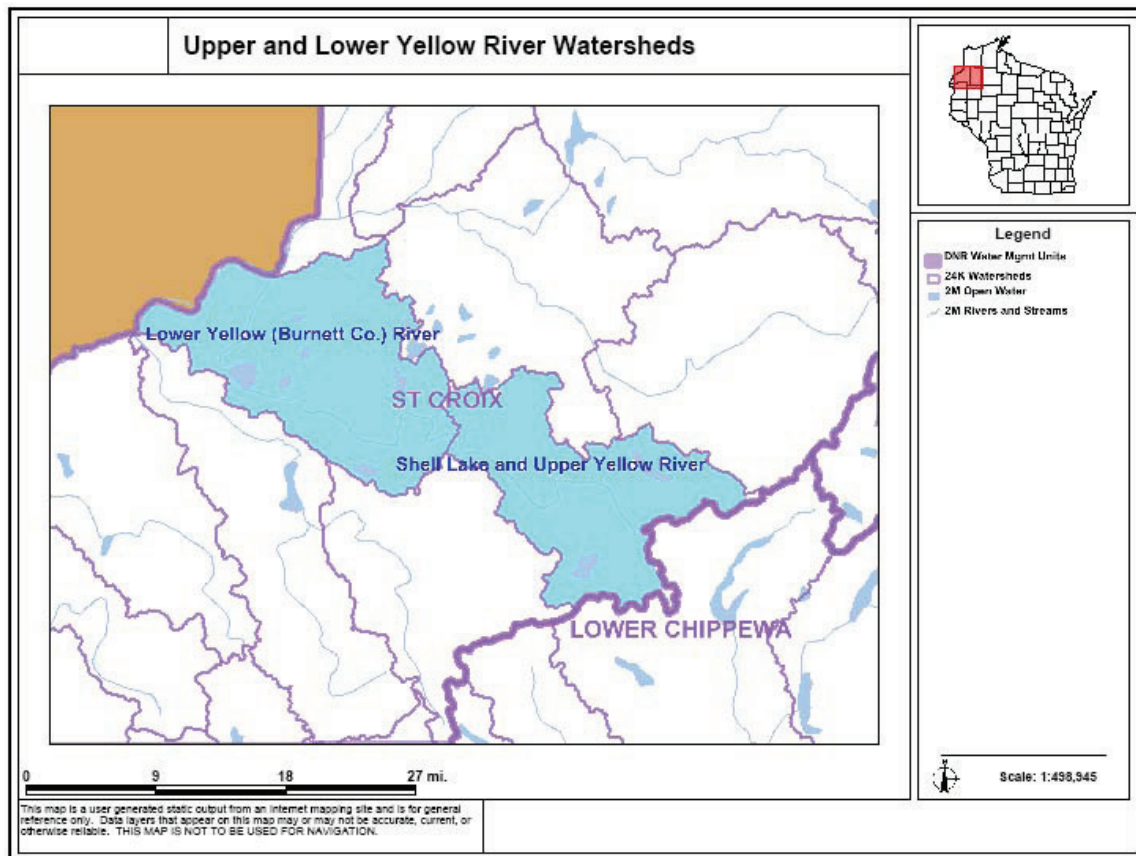 Upper and Lower Yellow River Watersheds
Lower Yellow (Burnett Co.) River
ST CROIX
Shell Lake and Upper Yellow River
LOWER CHIPPEWA
Legend
DNR Water Mgmt Units
24K Watersheds
2M Open Water
2M Rivers and Streams
0 9 18 27 mi.
N
Scale: 1:498,945
This map is a user generated static output from an Internet mapping site and is for general
reference only. Data layers that appear on this map may or may not be accurate, current, or
otherwise reliable. THIS MAP IS NOT TO BE USED FOR NAVIGATION.